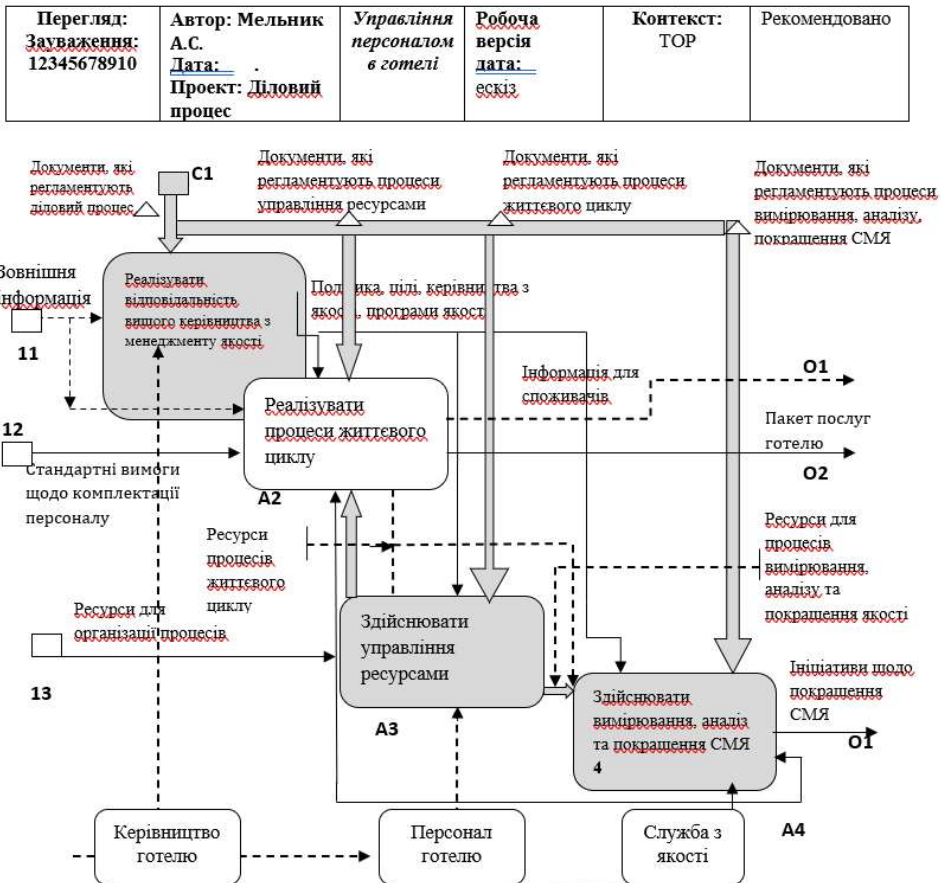 Перегляд:
Зауваження:
12345678910
Автор: Мельник
А.С.
Дата: .
Проект: Діловий
процес
Управління
персоналом
в готелі
Робоча
версія
дата:
ескіз
Контекст:
TOP
Рекомендовано
Документи, які
регламентують
діловий процес
C1
Документи, які
регламентують процеси
управління ресурсами
Документи, які
регламентують процеси
життєвого циклу
Документи, які
регламентують процеси
вимірювання, аналізу,
покращення СМЯ
Зовнішня
інформація
11
Реалізувати
відповідальність
вищого керівництва з
менеджменту якості
Політика, цілі, керівництва з
якості, програми якості
Інформація для
споживачів
O1
Реалізувати
процеси життєвого
циклу
A2
Пакет послуг
готелю
O2
12
Стандартні вимоги
щодо комплектації
персоналу
Ресурси
процесів
життєвого
циклу
Ресурси для
процесів
вимірювання,
аналізу та
покращення якості
Ресурси для
організації процесів
13
Здійснювати
управління
ресурсами
A3
Здійснювати
вимірювання, аналіз
та покращення СМЯ
4
Ініціативи щодо
покращення
СМЯ
O1
A4
Керівництво
готелю
Персонал
готелю
Служба з
якості